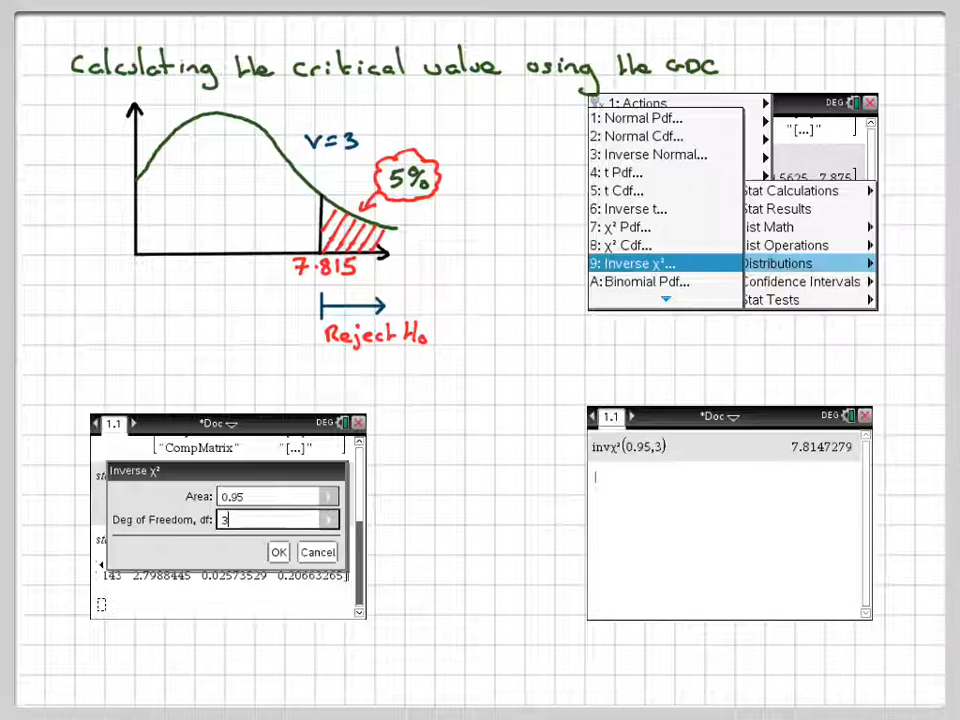 Calculating the critical value using the GDC
v=3
5%
7.815
Reject H₀
1: Actions
1: Normal Pdf...
2: Normal Cdf...
3: Inverse Normal...
4: t Pdf...
5: t Cdf...
6: Inverse t...
7: χ² Pdf...
8: χ² Cdf...
9: Inverse χ²...
A: Binomial Pdf...
DEG
"[...]"
5625 7.875
Stat Calculations
Stat Results
List Math
List Operations
Distributions
Confidence Intervals
Stat Tests
1.1 *Doc DEG
"CompMatrix" "[...]"
Inverse χ²
Area: 0.95
Deg of Freedom, df: 3
OK Cancel
143 2.7988445 0.02573529 0.20663265
1.1 *Doc DEG
invχ²(0.95,3) 7.8147279